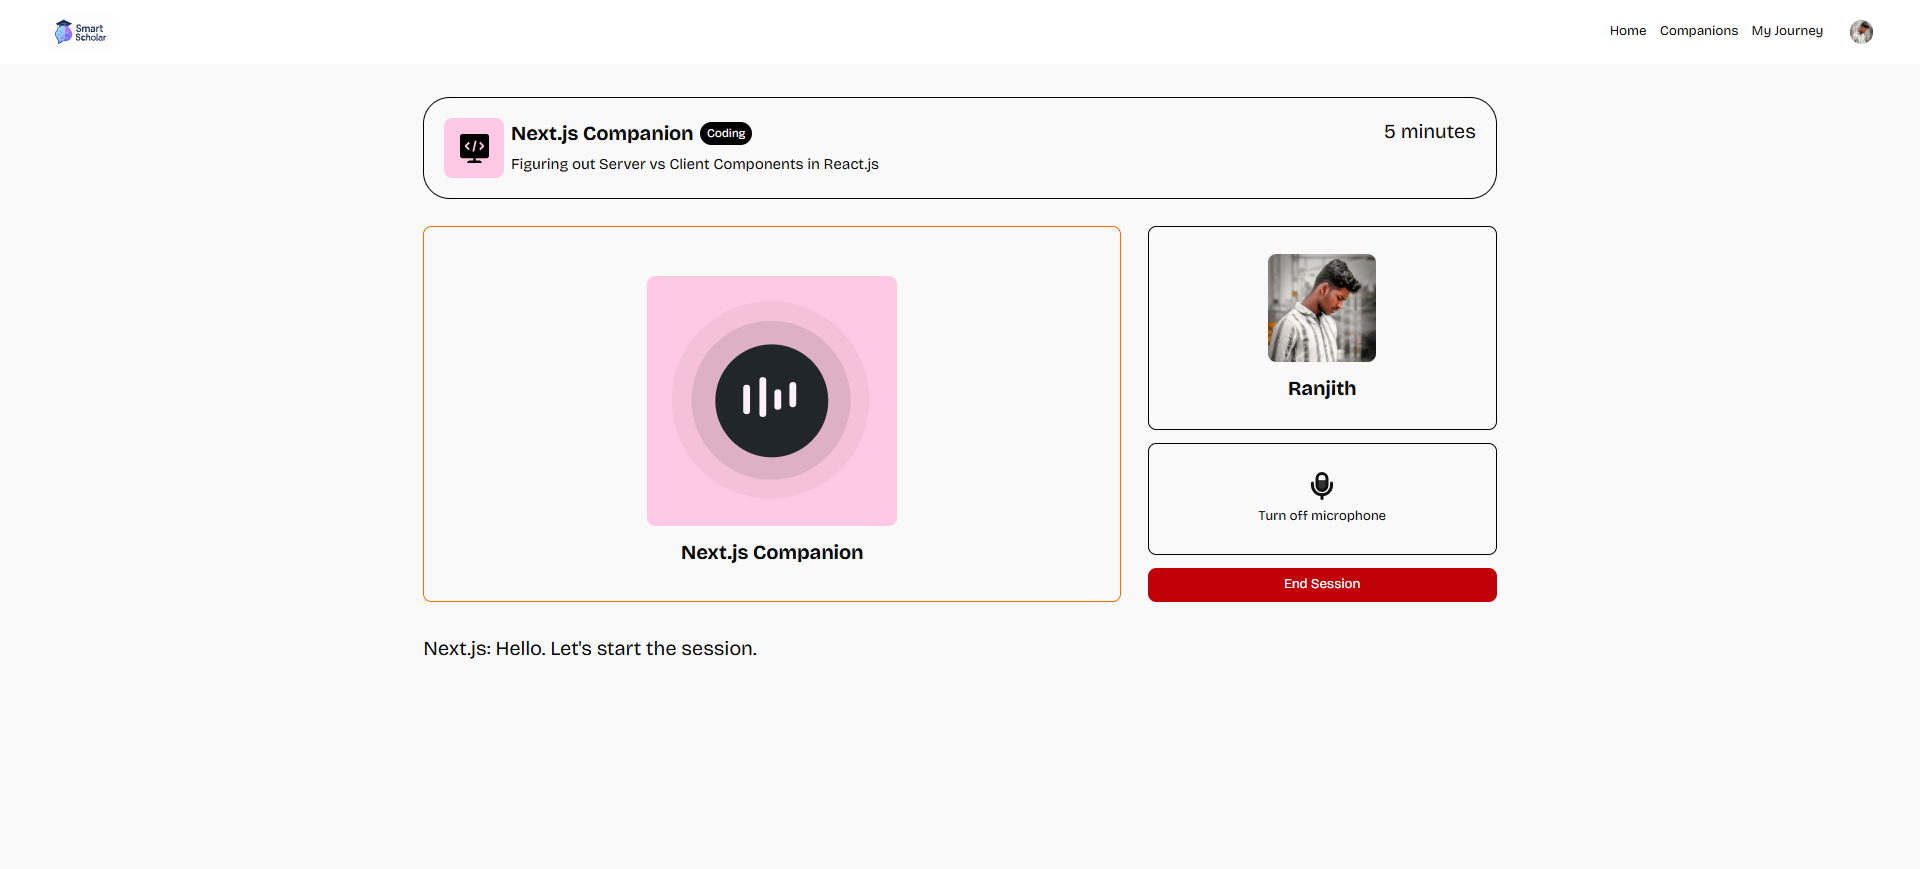 Smart
Scholar
Home
Companions
My Journey
Next.js Companion
Coding
5 minutes
Figuring out Server vs Client Components in React.js
Next.js Companion
Ranjith
Turn off microphone
End Session
Next.js: Hello. Let's start the session.